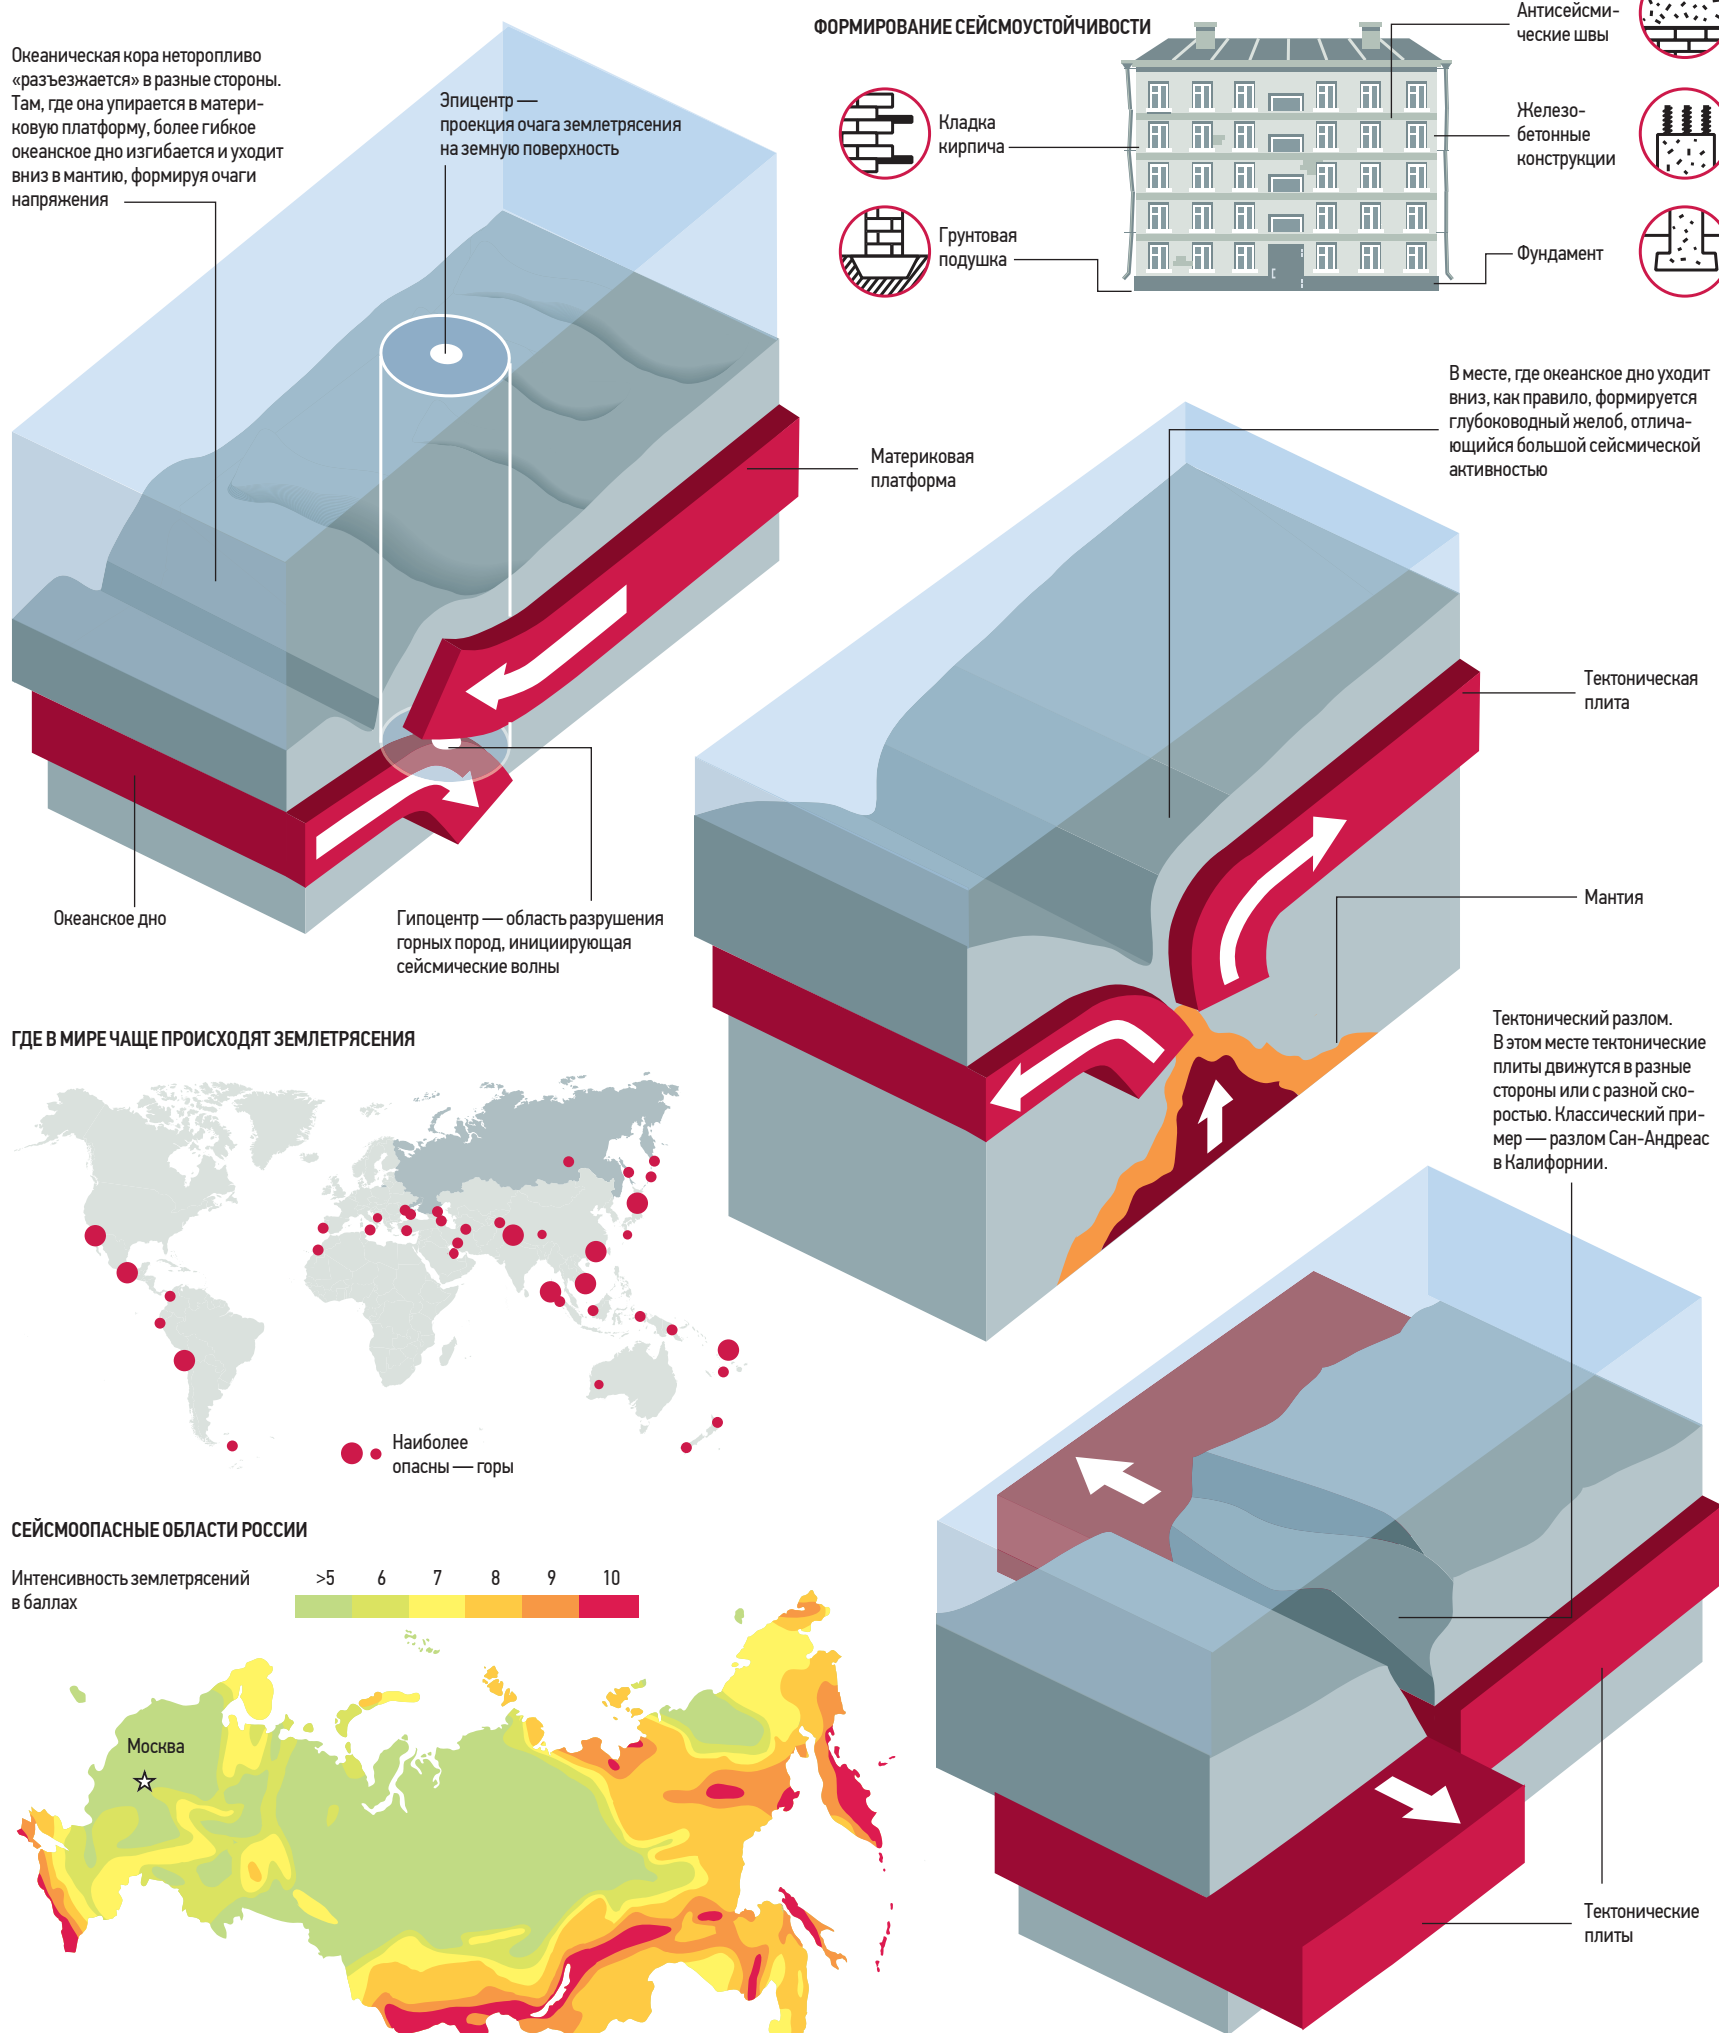 Океаническая кора неторопливо
«разъезжается» в разные стороны.
Там, где она упирается в матери-
ковую платформу, более гибкое
океанское дно изгибается и уходит
вниз в мантию, формируя очаги
напряжения
Эпицентр —
проекция очага землетрясения
на земную поверхность
ФОРМИРОВАНИЕ СЕЙСМОУСТОЙЧИВОСТИ
Кладка
кирпича
Грунтовая
подушка
Антисейсми-
ческие швы
Железо-
бетонные
конструкции
Фундамент
Материковая
платформа
Океанское дно
Гипоцентр — область разрушения
горных пород, инициирующая
сейсмические волны
В месте, где океанское дно уходит
вниз, как правило, формируется
глубоководный желоб, отлича-
ющийся большой сейсмической
активностью
Тектоническая
плита
Мантия
ГДЕ В МИРЕ ЧАЩЕ ПРОИСХОДЯТ ЗЕМЛЕТРЯСЕНИЯ
Наиболее
опасны — горы
Тектонический разлом.
В этом месте тектонические
плиты движутся в разные
стороны или с разной ско-
ростью. Классический при-
мер — разлом Сан-Андреас
в Калифорнии.
СЕЙСМООПАСНЫЕ ОБЛАСТИ РОССИИ
Интенсивность землетрясений
в баллах
>5 6 7 8 9 10
Москва
Тектонические
плиты